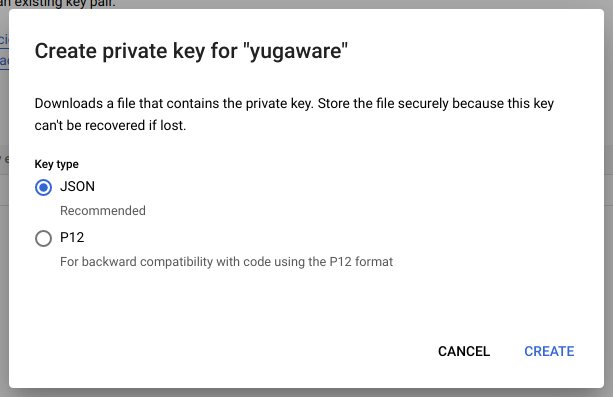 an existing key pair.
Create private key for "yugaware"
Downloads a file that contains the private key. Store the file securely because this key
can't be recovered if lost.
Key type
JSON
Recommended
P12
For backward compatibility with code using the P12 format
CANCEL
CREATE